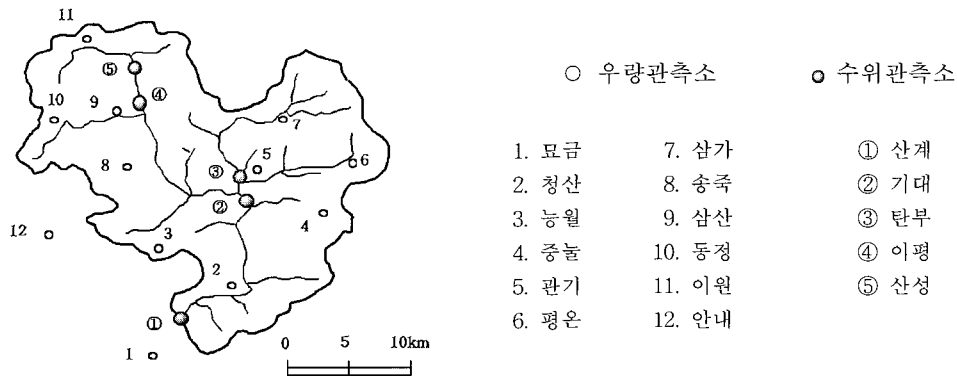 11
⑤
④
10
9
7
8
③
5
6
②
4
12
3
2
①
1
0 5 10km
○ 우량관측소 ◎ 수위관측소
1. 묘금 7. 삼가 ① 산계
2. 청산 8. 송죽 ② 기대
3. 능월 9. 삼산 ③ 탄부
4. 중눌 10. 동정 ④ 이평
5. 관기 11. 이원 ⑤ 산성
6. 평온 12. 안내